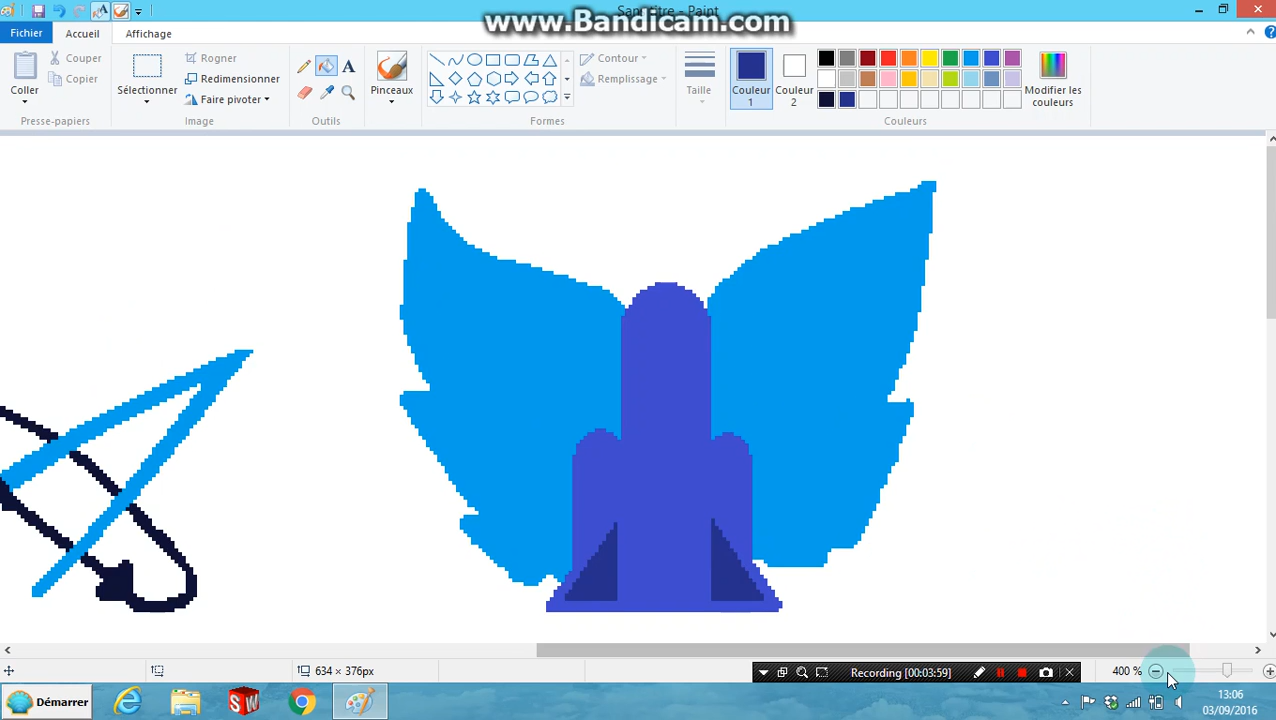 Sans titre - Paint
www.Bandicam.com
Fichier Accueil Affichage
Coller
Couper
Copier
Presse-papiers
Sélectionner
Rogner
Redimensionner
Faire pivoter
Image
A
Outils
Pinceaux
Contour
Remplissage
Formes
Taille
Couleur 1
Couleur 2
Modifier les couleurs
Couleurs
634 × 376px
Recording [00:03:59]
400 %
Démarrer
SW
13:06
03/09/2016